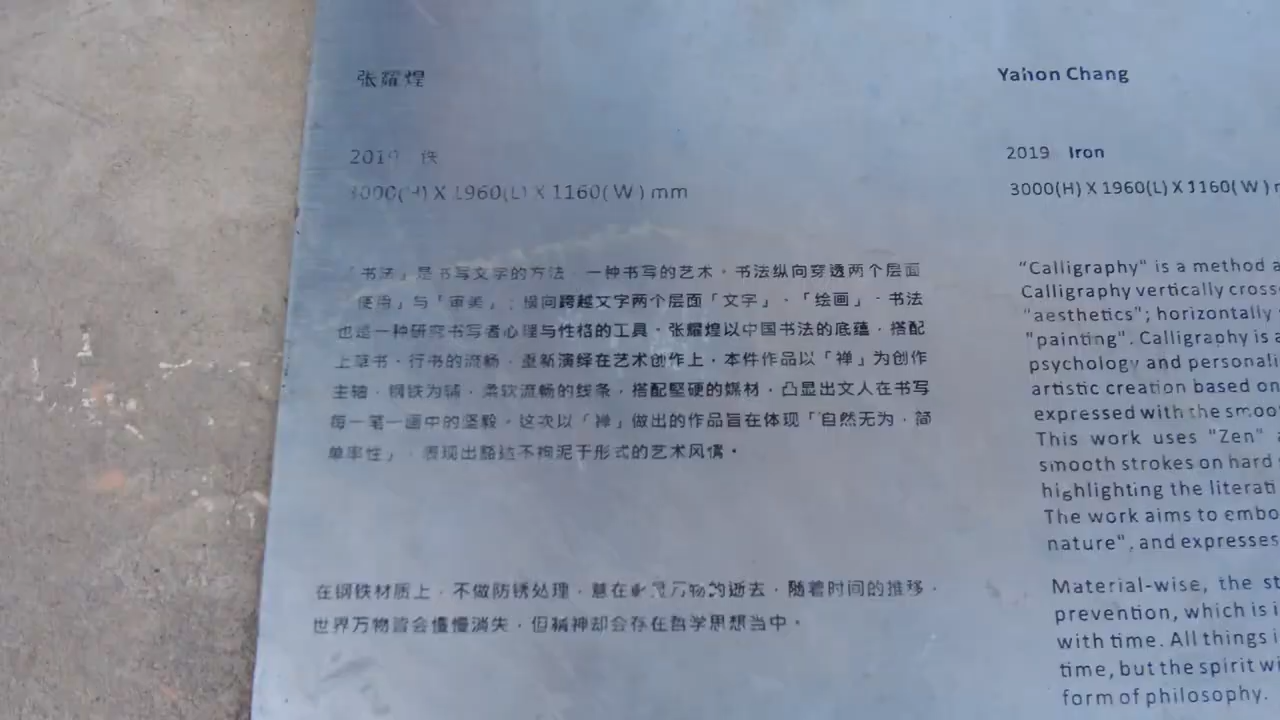 张耀煌
2019 铁
3000(H) X 1960(L) X 1160(W) mm
「书法」是书写文字的方法，一种书写的艺术。书法纵向穿透两个层面
「使用」与「审美」；横向跨越文字两个层面「文字」、「绘画」。书法
也是一种研究书写者心理与性格的工具。张耀煌以中国书法的底蕴，搭配
上草书、行书的流畅，重新演绎在艺术创作上，本件作品以「禅」为创作
主轴，钢铁为辅，柔软流畅的线条，搭配坚硬的媒材，凸显出文人在书写
每一笔一画中的坚毅。这次以「禅」做出的作品旨在体现「自然无为，简
单率性」，表现出豁达不拘泥于形式的艺术风情。
在钢铁材质上，不做防锈处理，意在 万物的逝去，随着时间的推移，
世界万物皆会慢慢消失，但精神却会存在哲学思想当中。
Yahon Chang
2019 Iron
3000(H) X 1960(L) X 1160(W)
"Calligraphy" is a method
Calligraphy vertically cross
"aesthetics"; horizontally
"painting". Calligraphy is
psychology and personali
artistic creation based on
expressed with the smoo
This work uses "Zen"
smooth strokes on hard
highlighting the literati
The work aims to embo
nature", and expresses
Material-wise, the st
prevention, which is i
with time. All things i
time, but the spirit wi
form of philosophy.